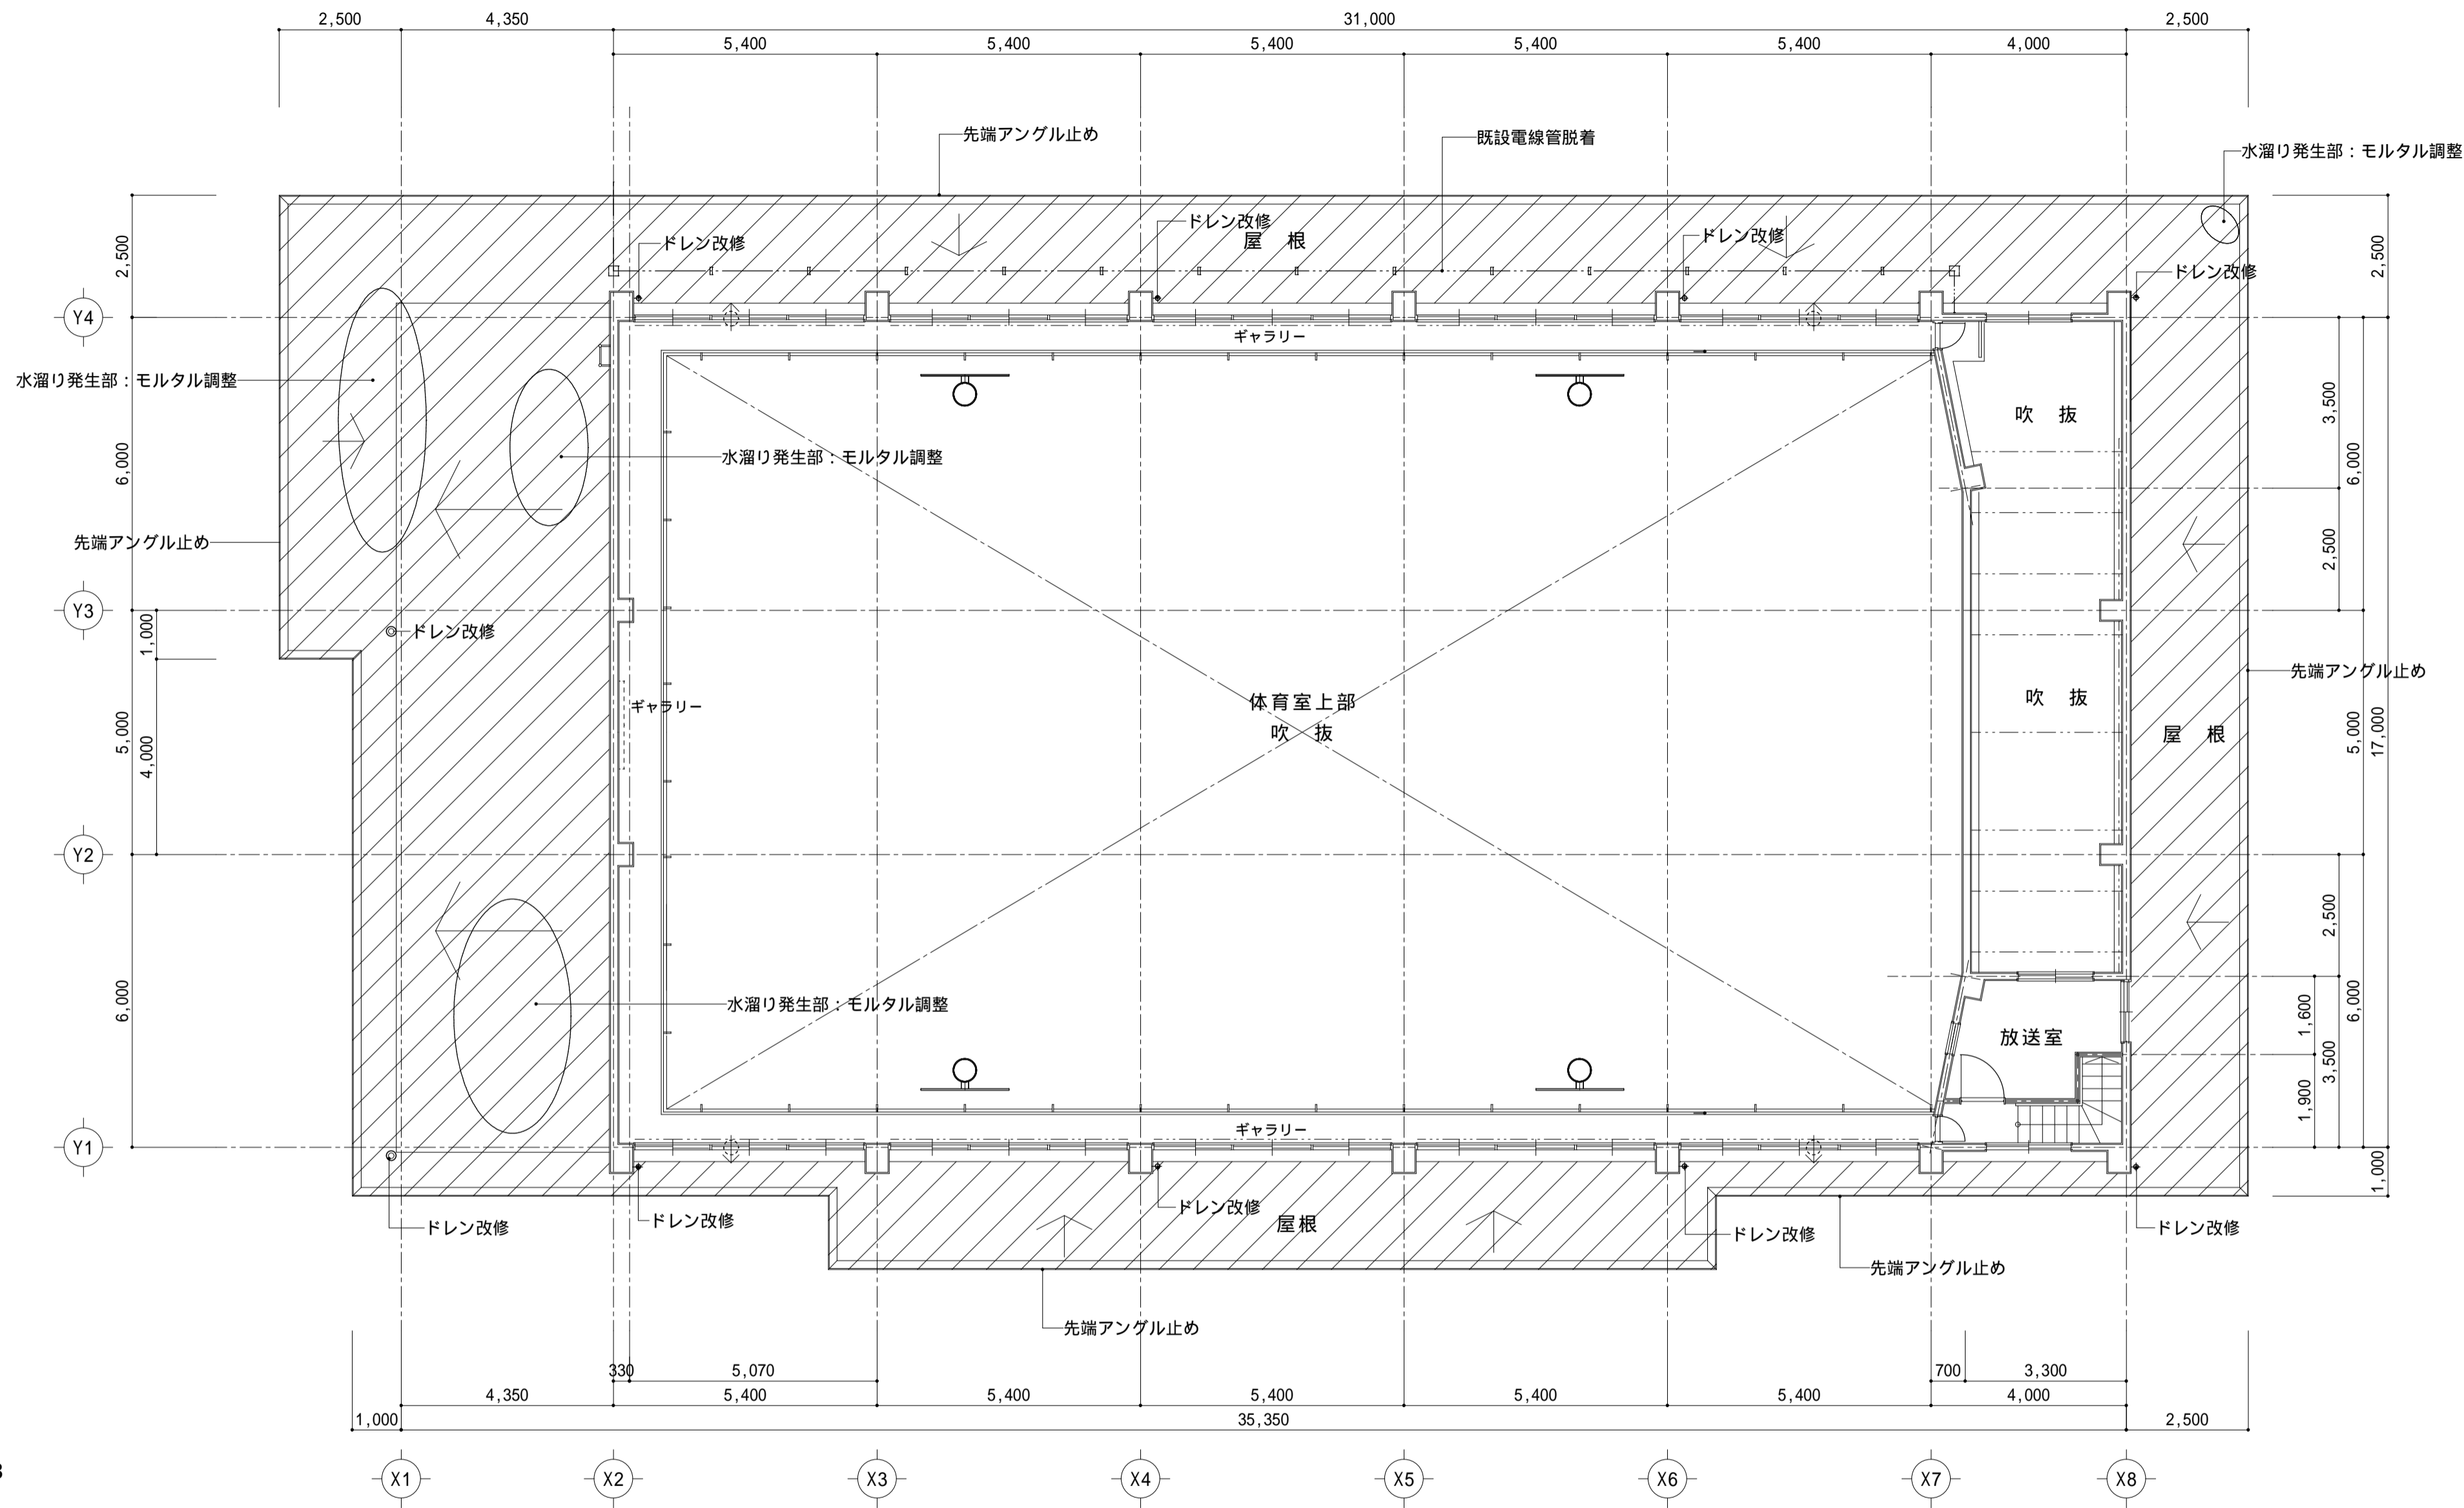 2,500 4,350 31,000 2,500
5,400 5,400 5,400 5,400 5,400 4,000
先端アングル止め
既設電線管脱着
水溜り発生部：モルタル調整
ドレン改修
ドレン改修
屋 根
ドレン改修
ドレン改修
2,500
2,500
Y4
ギャラリー
水溜り発生部：モルタル調整
吹 抜
3,500
6,000
6,000
水溜り発生部：モルタル調整
先端アングル止め
2,500
Y3
1,000
ドレン改修
先端アングル止め
ギャラリー
体育室上部
吹 抜
吹 抜
屋 根
5,000
4,000
5,000
17,000
Y2
2,500
水溜り発生部：モルタル調整
6,000
6,000
1,600
放送室
3,500
1,900
ギャラリー
Y1
1,000
ドレン改修
ドレン改修
ドレン改修
屋根
ドレン改修
ドレン改修
先端アングル止め
先端アングル止め
330 5,070 700 3,300
4,350 5,400 5,400 5,400 5,400 5,400 4,000
1,000 35,350 2,500
X1 X2 X3 X4 X5 X6 X7 X8